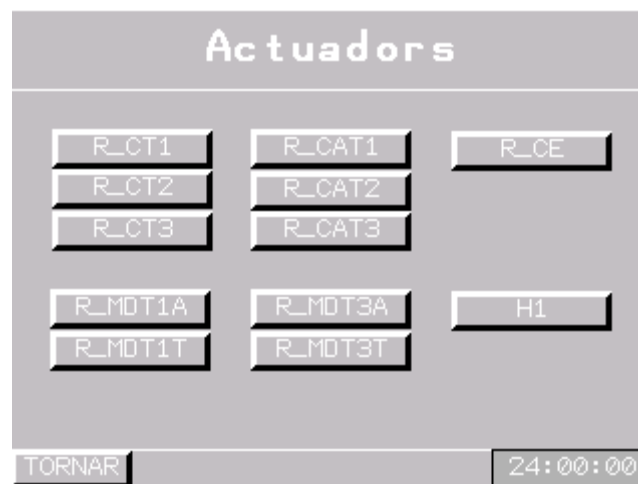 Actuadors
R_CT1 R_CAT1 R_CE
R_CT2 R_CAT2
R_CT3 R_CAT3
R_MDT1A R_MDT3A H1
R_MDT1T R_MDT3T
TORNAR 24:00:00